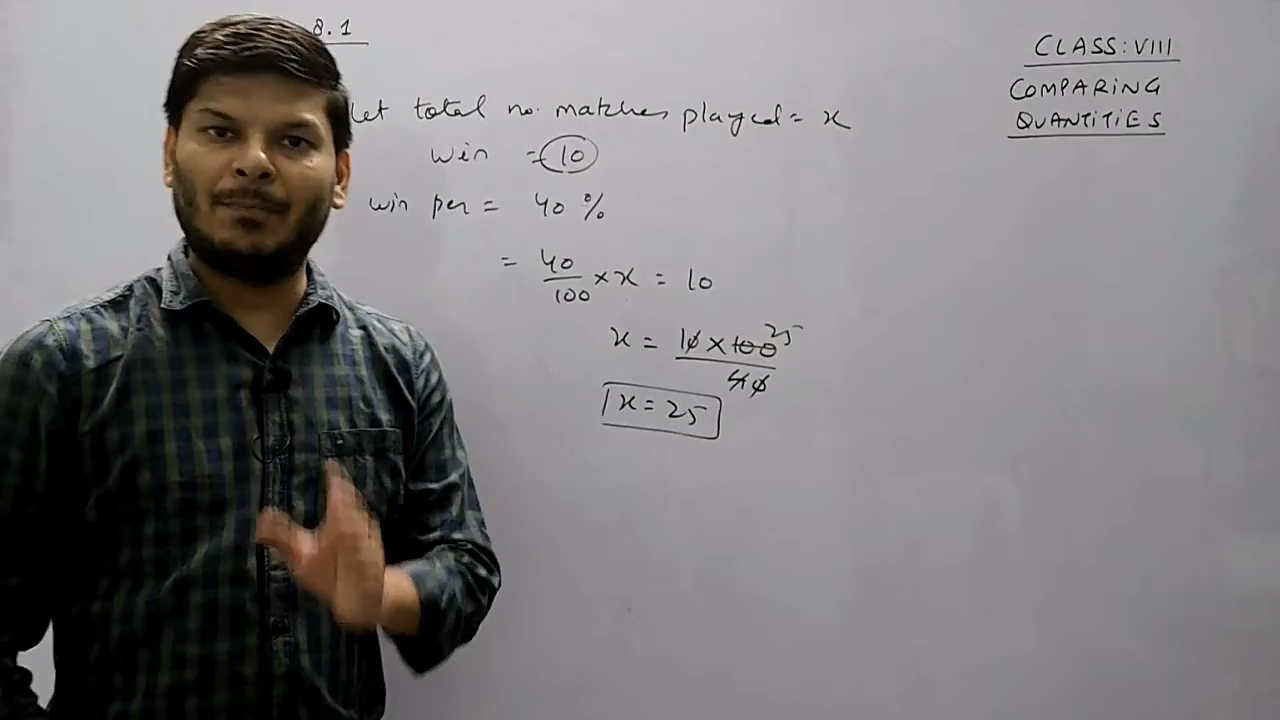 8.1
CLASS: VIII
COMPARING
QUANTITIES
let total no. matches played = x
win = 10
win per = 40 %
= 40/100 × x = 10
x = 10 × 100 25
40
x = 25